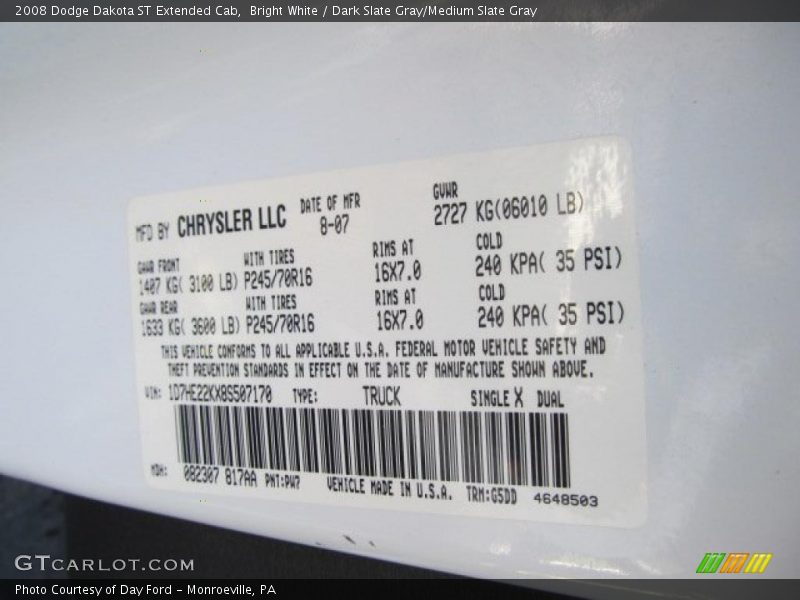 2008 Dodge Dakota ST Extended Cab, Bright White / Dark Slate Gray/Medium Slate Gray
MFD BY CHRYSLER LLC DATE OF MFR 8-07 GVWR 2727 KG(06010 LB)
GAWR FRONT WITH TIRES RIMS AT COLD
1407 KG( 3100 LB) P245/70R16 16X7.0 240 KPA( 35 PSI)
GAWR REAR WITH TIRES RIMS AT COLD
1633 KG( 3600 LB) P245/70R16 16X7.0 240 KPA( 35 PSI)
THIS VEHICLE CONFORMS TO ALL APPLICABLE U.S.A. FEDERAL MOTOR VEHICLE SAFETY AND
THEFT PREVENTION STANDARDS IN EFFECT ON THE DATE OF MANUFACTURE SHOWN ABOVE.
VIN: 1D7HE22KX8S507170 TYPE: TRUCK SINGLE X DUAL
MDH: 082307 817AA PNT:PW7 VEHICLE MADE IN U.S.A. TRM:G5DD 4648503
GTCARLOT.COM
Photo Courtesy of Day Ford – Monroeville, PA